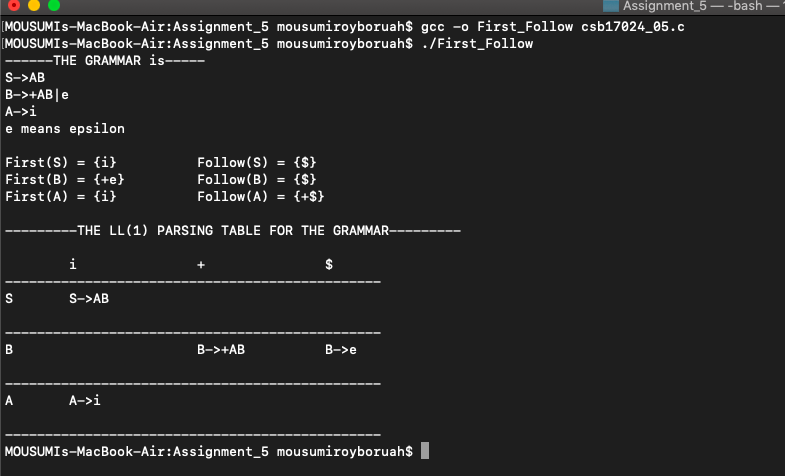 Assignment_5 — -bash —
[MOUSUMIs-MacBook-Air:Assignment_5 mousumiroyboruah$ gcc -o First_Follow csb17024_05.c
[MOUSUMIs-MacBook-Air:Assignment_5 mousumiroyboruah$ ./First_Follow
------THE GRAMMAR is-----
S->AB
B->+AB|e
A->i
e means epsilon
First(S) = {i} Follow(S) = {$}
First(B) = {+e} Follow(B) = {$}
First(A) = {i} Follow(A) = {+$}
---------THE LL(1) PARSING TABLE FOR THE GRAMMAR---------
i + $
-----------------------------------------------
S S->AB
-----------------------------------------------
B B->+AB B->e
-----------------------------------------------
A A->i
-----------------------------------------------
MOUSUMIs-MacBook-Air:Assignment_5 mousumiroyboruah$